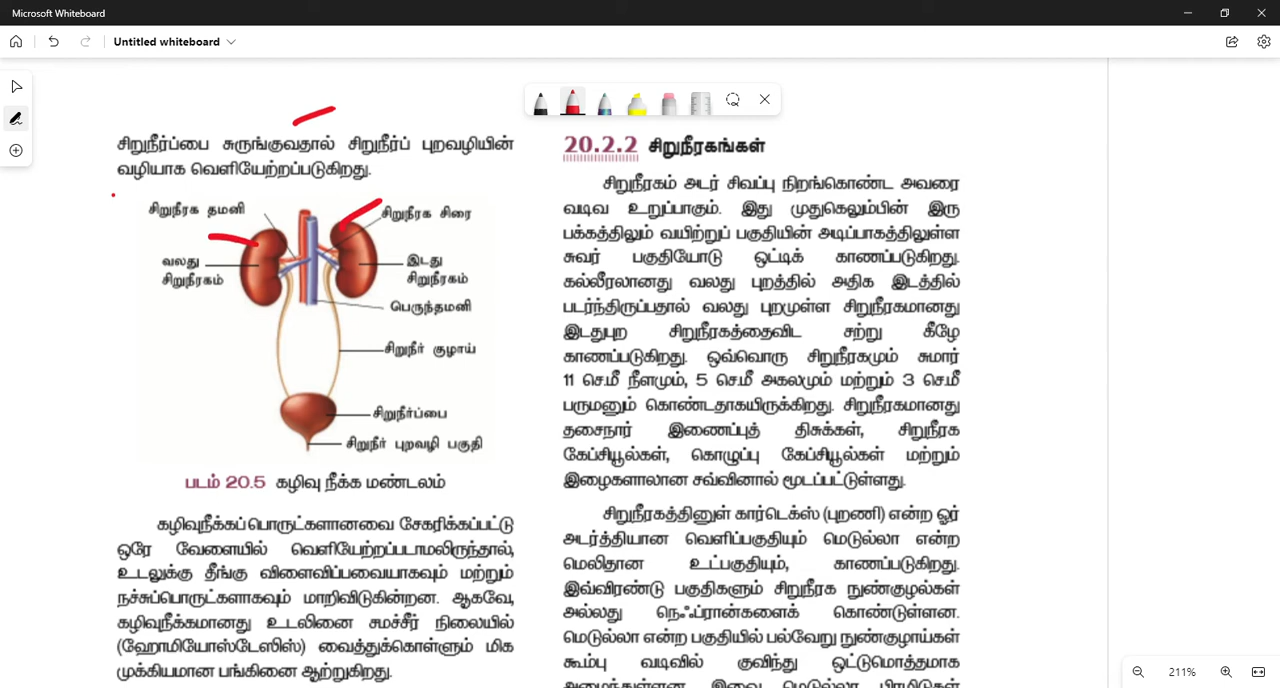 Microsoft Whiteboard
Untitled whiteboard
சிறுநீர்ப்பை சுருங்குவதால் சிறுநீர்ப் புறவழியின்
வழியாக வெளியேற்றப்படுகிறது.
சிறுநீரக தமனி
சிறுநீரக சிரை
வலது
சிறுநீரகம்
இடது
சிறுநீரகம்
பெருந்தமனி
சிறுநீர் குழாய்
சிறுநீர்ப்பை
சிறுநீர் புறவழி பகுதி
படம் 20.5 கழிவு நீக்க மண்டலம்
கழிவுநீக்கப் பொருட்களானவை சேகரிக்கப்பட்டு
ஒரே வேளையில் வெளியேற்றப்படாமலிருந்தால்,
உடலுக்கு தீங்கு விளைவிப்பவையாகவும் மற்றும்
நச்சுப்பொருட்களாகவும் மாறிவிடுகின்றன. ஆகவே,
கழிவுநீக்கமானது உடலினை சமச்சீர் நிலையில்
(ஹோமியோஸ்டேஸிஸ்) வைத்துக்கொள்ளும் மிக
முக்கியமான பங்கினை ஆற்றுகிறது.
20.2.2 சிறுநீரகங்கள்
சிறுநீரகம் அடர் சிவப்பு நிறங்கொண்ட அவரை
வடிவ உறுப்பாகும். இது முதுகெலும்பின் இரு
பக்கத்திலும் வயிற்றுப் பகுதியின் அடிப்பாகத்திலுள்ள
சுவர் பகுதியோடு ஒட்டிக் காணப்படுகிறது.
கல்லீரலானது வலது புறத்தில் அதிக இடத்தில்
படர்ந்திருப்பதால் வலது புறமுள்ள சிறுநீரகமானது
இடதுபுற சிறுநீரகத்தைவிட சற்று கீழே
காணப்படுகிறது. ஒவ்வொரு சிறுநீரகமும் சுமார்
11 செ.மீ நீளமும், 5 செ.மீ அகலமும் மற்றும் 3 செ.மீ
பருமனும் கொண்டதாகயிருக்கிறது. சிறுநீரகமானது
தசைநார் இணைப்புத் திசுக்கள், சிறுநீரக
கேப்சியூல்கள், கொழுப்பு கேப்சியூல்கள் மற்றும்
இழைகளாலான சவ்வினால் மூடப்பட்டுள்ளது.
சிறுநீரகத்தினுள் கார்டெக்ஸ் (புறணி) என்ற ஓர்
அடர்த்தியான வெளிப்பகுதியும் மெடுல்லா என்ற
மெலிதான உட்பகுதியும், காணப்படுகிறது.
இவ்விரண்டு பகுதிகளும் சிறுநீரக நுண்குழல்கள்
அல்லது நெஃப்ரான்களைக் கொண்டுள்ளன.
மெடுல்லா என்ற பகுதியில் பல்வேறு நுண்குழாய்கள்
கூம்பு வடிவில் குவிந்து ஒட்டுமொத்தமாக
அமைந்துள்ளன. இவை மெடுல்லா பிரமிடுகள்
211%